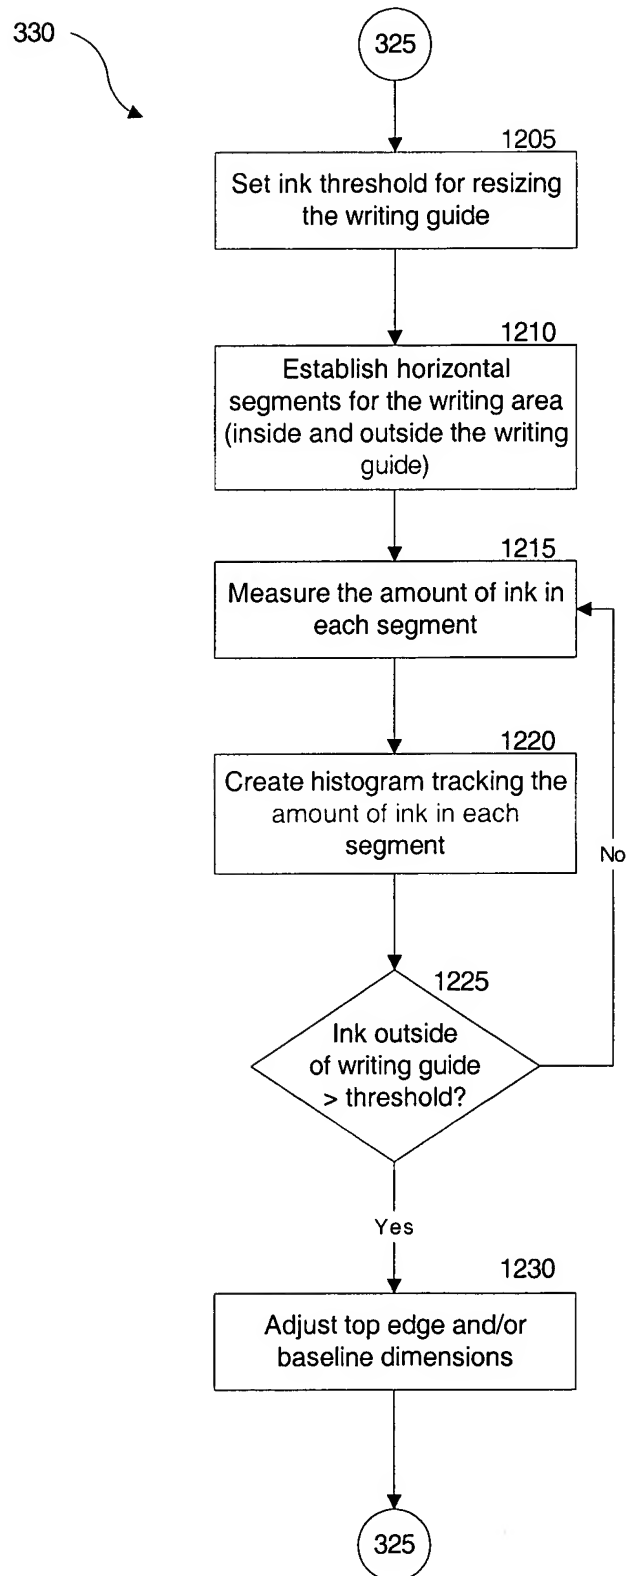 330
325
1205
Set ink threshold for resizing
the writing guide
1210
Establish horizontal
segments for the writing area
(inside and outside the writing
guide)
1215
Measure the amount of ink in
each segment
1220
Create histogram tracking the
amount of ink in each
segment
No
1225
Ink outside
of writing guide
> threshold?
Yes
1230
Adjust top edge and/or
baseline dimensions
325